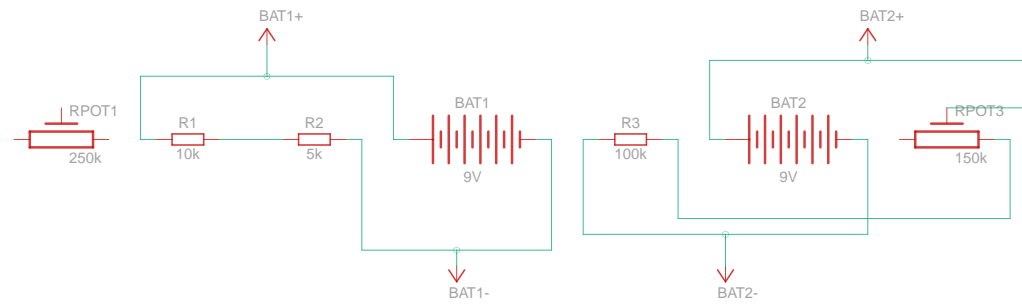 BAT1+
BAT2+
RPOT1
250k
R1
10k
R2
5k
BAT1
9V
R3
100k
BAT2
9V
RPOT3
150k
BAT1-
BAT2-